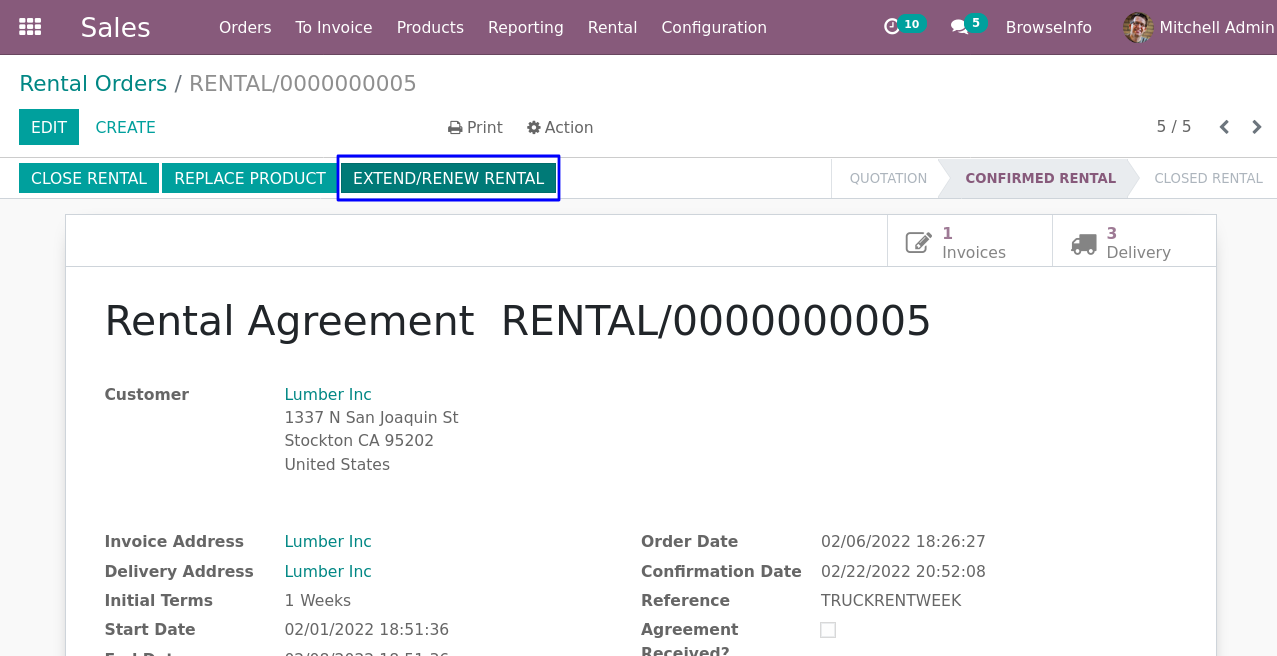 Sales Orders To Invoice Products Reporting Rental Configuration 10 5 BrowseInfo Mitchell Admin
Rental Orders / RENTAL/0000000005
EDIT CREATE Print Action 5 / 5
CLOSE RENTAL REPLACE PRODUCT EXTEND/RENEW RENTAL QUOTATION CONFIRMED RENTAL CLOSED RENTAL
1 Invoices
3 Delivery
Rental Agreement RENTAL/0000000005
Customer Lumber Inc
1337 N San Joaquin St
Stockton CA 95202
United States
Invoice Address Lumber Inc Order Date 02/06/2022 18:26:27
Delivery Address Lumber Inc Confirmation Date 02/22/2022 20:52:08
Initial Terms 1 Weeks Reference TRUCKRENTWEEK
Start Date 02/01/2022 18:51:36 Agreement
Received?